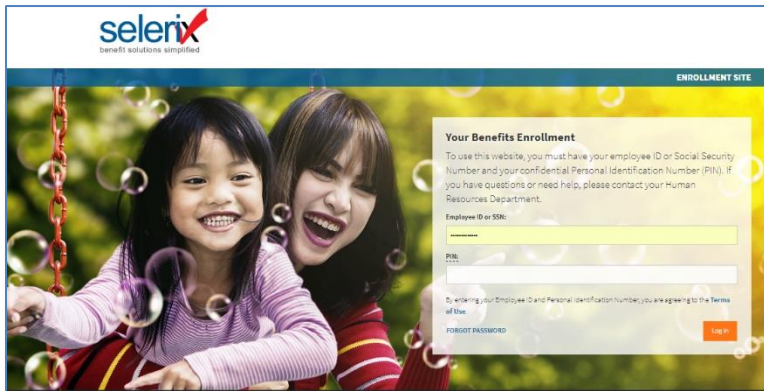 selerix
benefit solutions simplified
ENROLLMENT SITE
Your Benefits Enrollment
To use this website, you must have your employee ID or Social Security
Number and your confidential Personal Identification Number (PIN). If
you have questions or need help, please contact your Human
Resources Department.
Employee ID or SSN:
PIN:
By entering your Employee ID and Personal Identification Number, you are agreeing to the Terms
of Use.
FORGOT PASSWORD
Log In